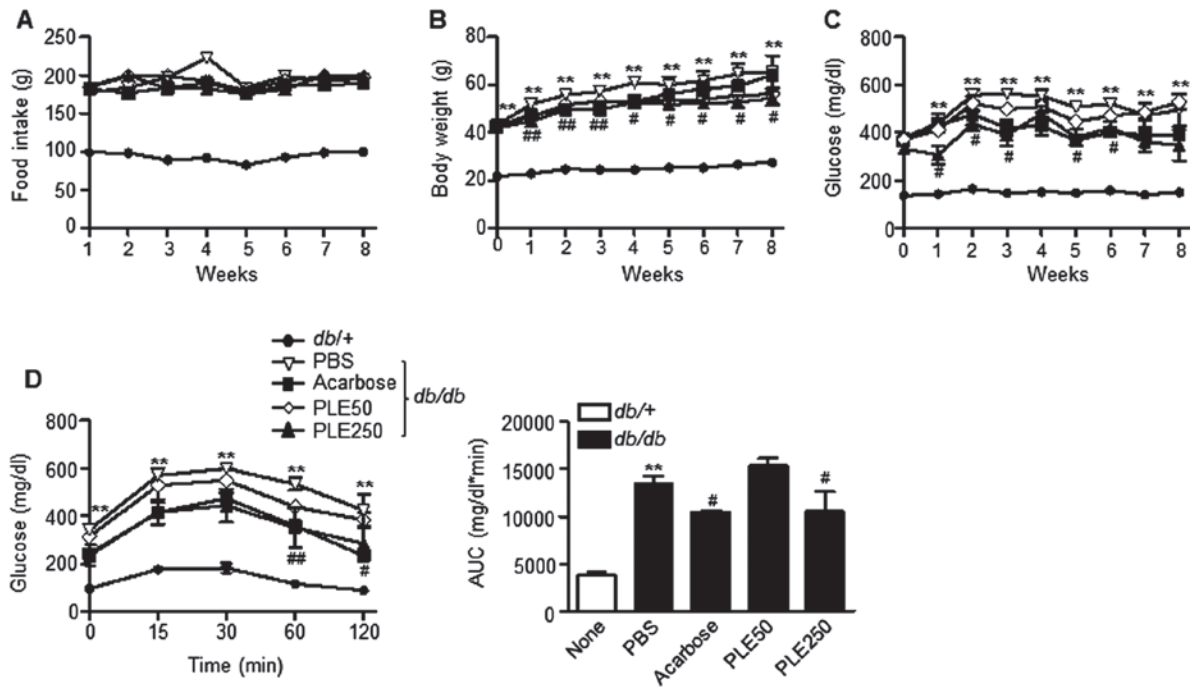 A
Food intake (g)
250
200
150
100
50
0
1 2 3 4 5 6 7 8
Weeks
B
Body weight (g)
80
60
40
20
0
** ** ** ** ** ** ** ** **
## ## ## # # # # #
0 1 2 3 4 5 6 7 8
Weeks
C
Glucose (mg/dl)
800
600
400
200
0
** ** ** ** ** ** ** **
# # # # #
0 1 2 3 4 5 6 7 8
Weeks
D
db/+
PBS
Acarbose
PLE50
PLE250
db/db
Glucose (mg/dl)
800
600
400
200
0
** ** ** ** **
## #
0 15 30 60 120
Time (min)
db/+
db/db
AUC (mg/dl*min)
20000
15000
10000
5000
0
** # #
None PBS Acarbose PLE50 PLE250